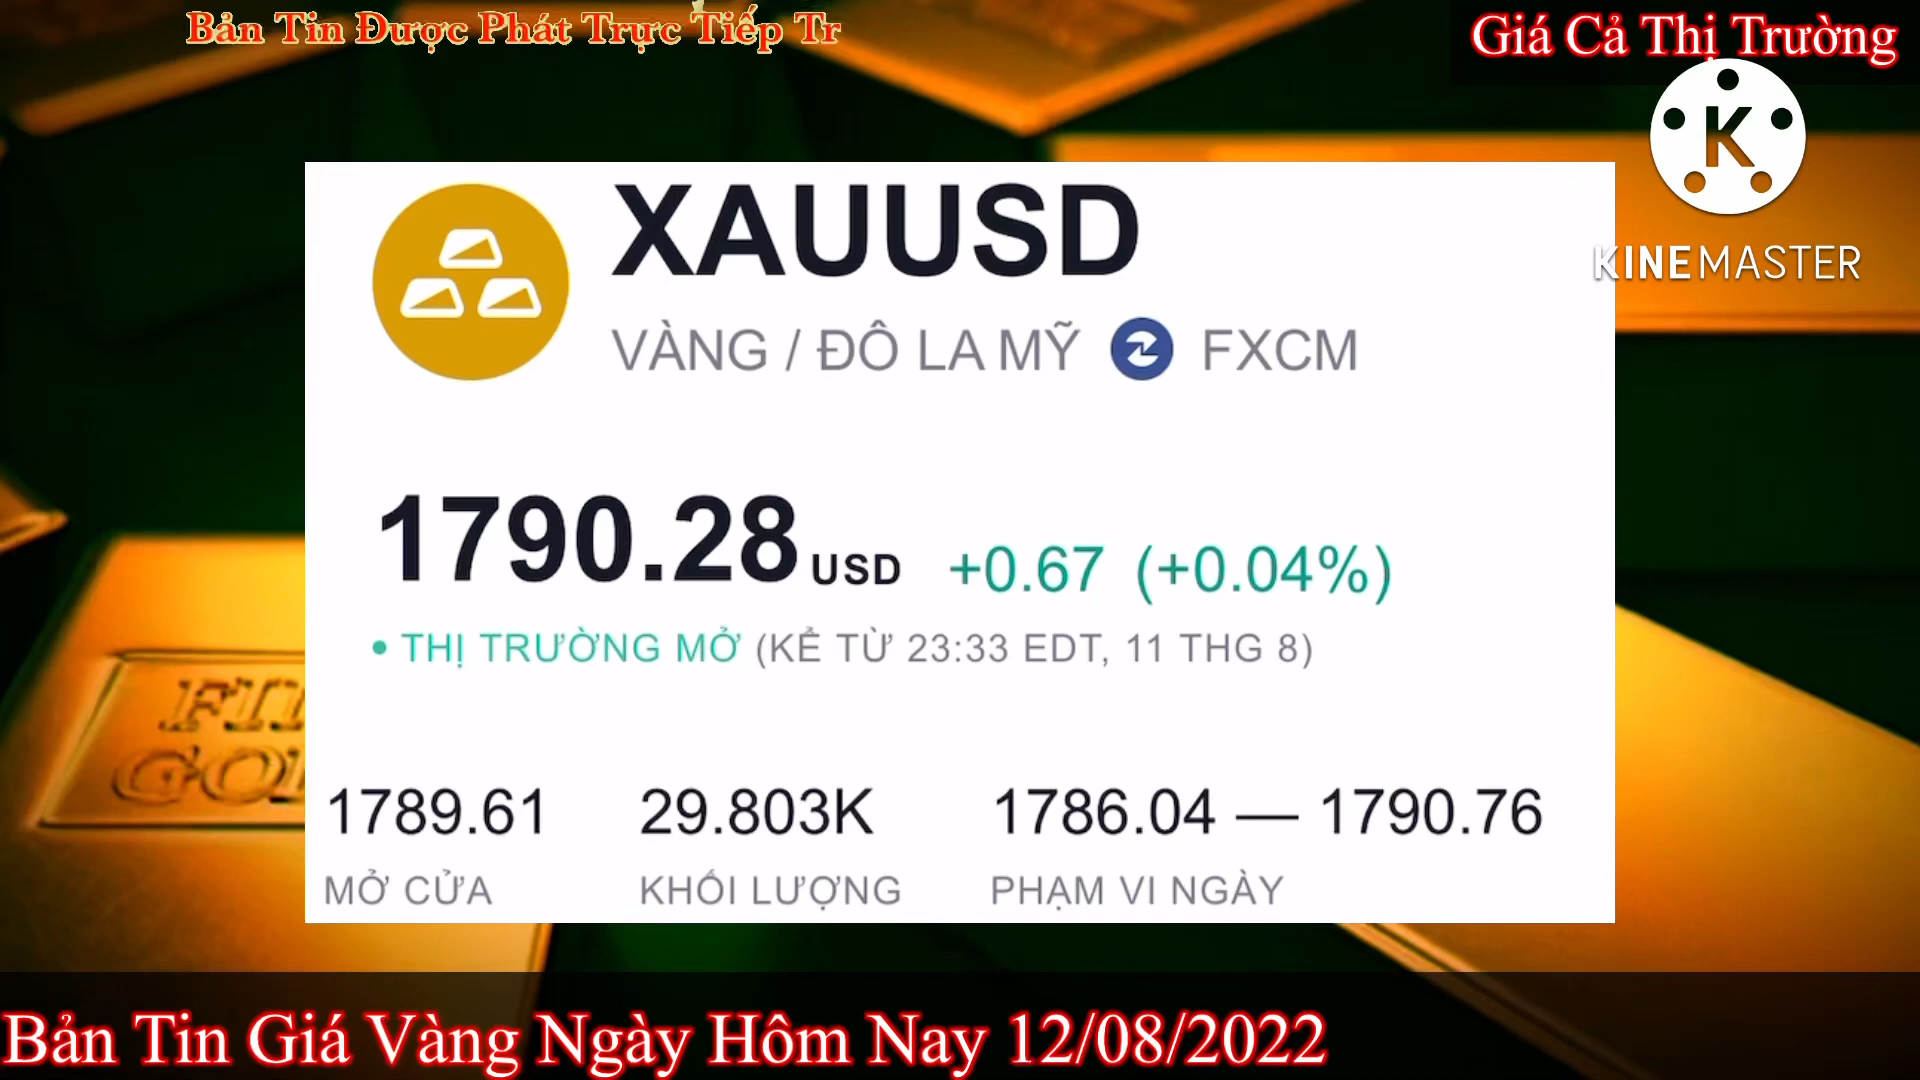 Bản Tin Được Phát Trực Tiếp Tr
Giá Cả Thị Trường
K
KINEMASTER
XAUUSD
VÀNG / ĐÔ LA MỸ FXCM
1790.28 USD +0.67 (+0.04%)
• THỊ TRƯỜNG MỞ (KỂ TỪ 23:33 EDT, 11 THG 8)
1789.61 29.803K 1786.04 — 1790.76
MỞ CỬA KHỐI LƯỢNG PHẠM VI NGÀY
Bản Tin Giá Vàng Ngày Hôm Nay 12/08/2022